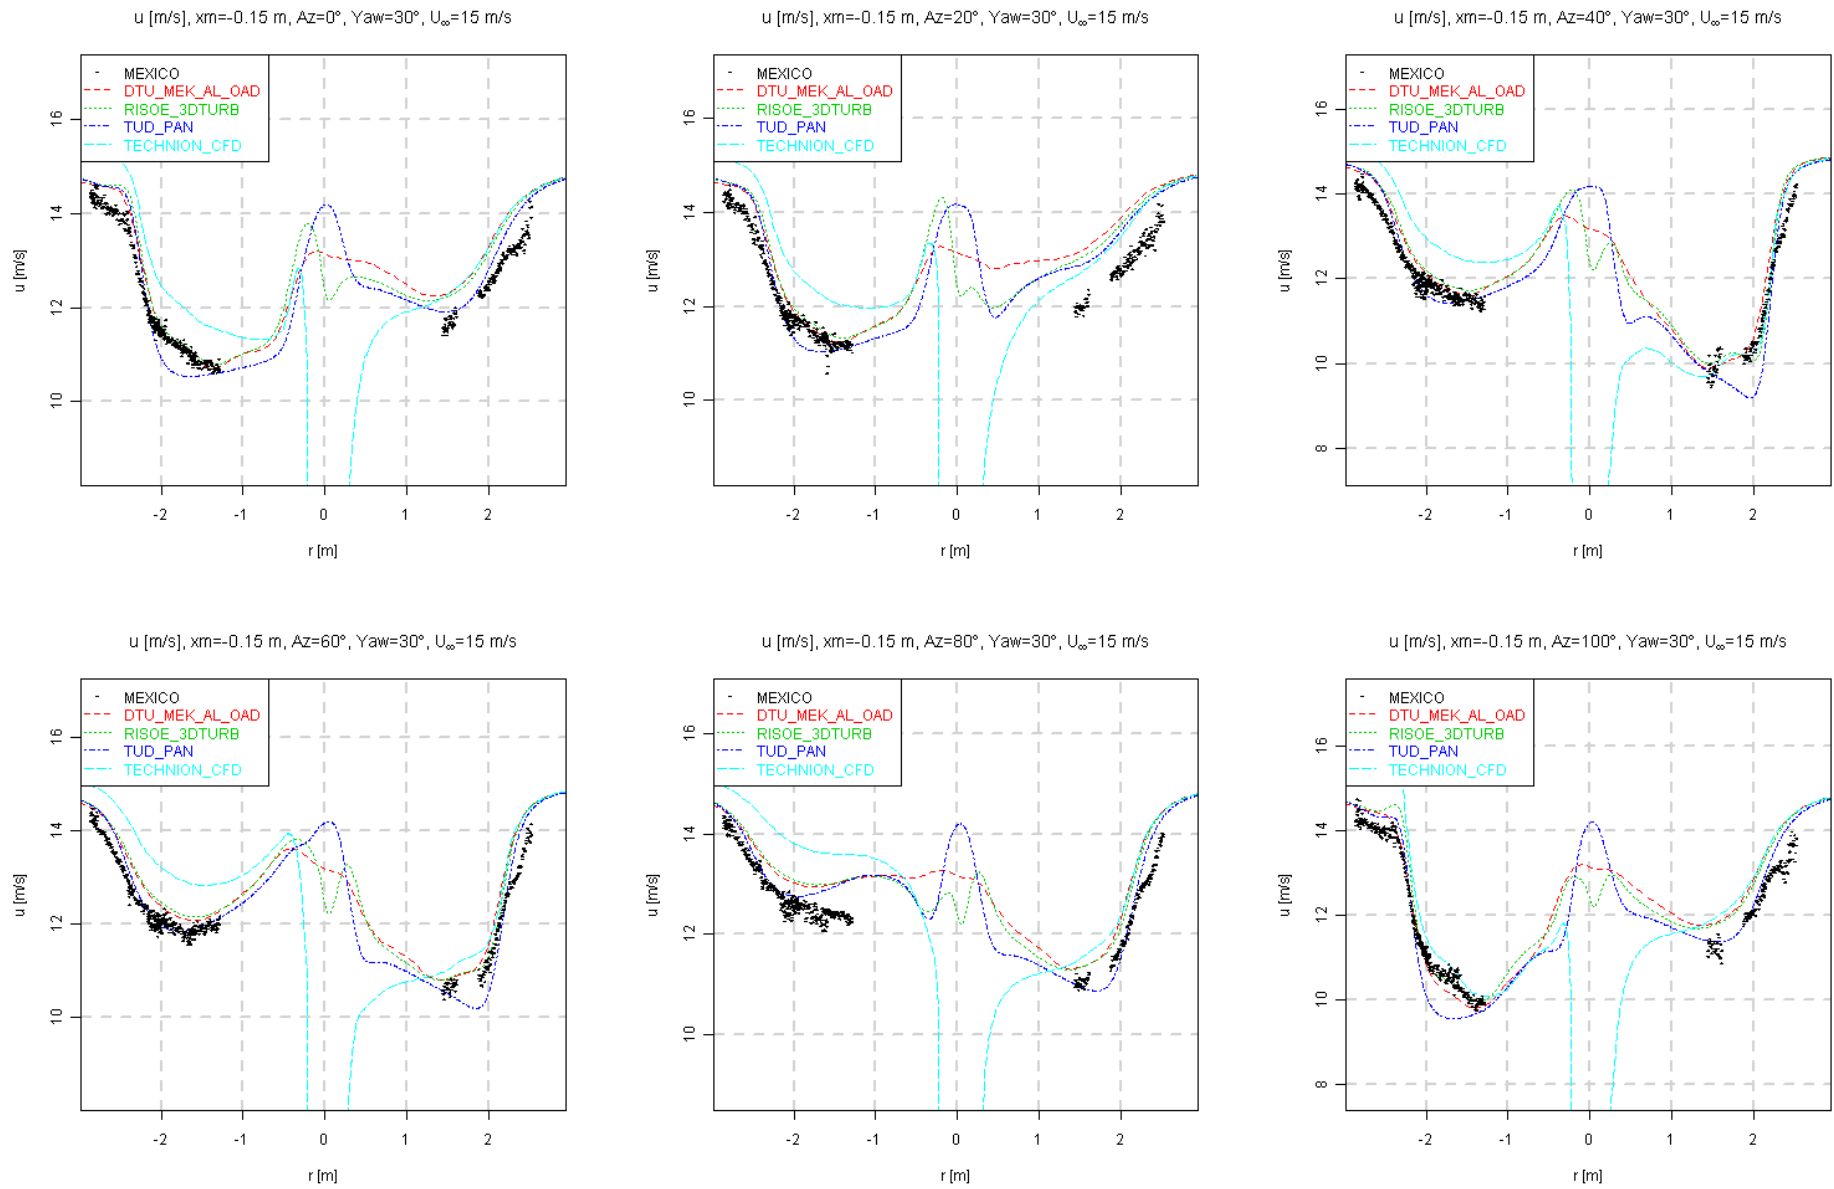 u [m/s], xm=-0.15 m, Az=0°, Yaw=30°, U∞=15 m/s
MEXICO
DTU_MEK_AL_OAD
RISOE_3DTURB
TUD_PAN
TECHNION_CFD
u [m/s]
16
14
12
10
-2 -1 0 1 2
r [m]
u [m/s], xm=-0.15 m, Az=20°, Yaw=30°, U∞=15 m/s
MEXICO
DTU_MEK_AL_OAD
RISOE_3DTURB
TUD_PAN
TECHNION_CFD
u [m/s]
16
14
12
10
-2 -1 0 1 2
r [m]
u [m/s], xm=-0.15 m, Az=40°, Yaw=30°, U∞=15 m/s
MEXICO
DTU_MEK_AL_OAD
RISOE_3DTURB
TUD_PAN
TECHNION_CFD
u [m/s]
16
14
12
10
8
-2 -1 0 1 2
r [m]
u [m/s], xm=-0.15 m, Az=60°, Yaw=30°, U∞=15 m/s
MEXICO
DTU_MEK_AL_OAD
RISOE_3DTURB
TUD_PAN
TECHNION_CFD
u [m/s]
16
14
12
10
-2 -1 0 1 2
r [m]
u [m/s], xm=-0.15 m, Az=80°, Yaw=30°, U∞=15 m/s
MEXICO
DTU_MEK_AL_OAD
RISOE_3DTURB
TUD_PAN
TECHNION_CFD
u [m/s]
16
14
12
10
-2 -1 0 1 2
r [m]
u [m/s], xm=-0.15 m, Az=100°, Yaw=30°, U∞=15 m/s
MEXICO
DTU_MEK_AL_OAD
RISOE_3DTURB
TUD_PAN
TECHNION_CFD
u [m/s]
16
14
12
10
8
-2 -1 0 1 2
r [m]